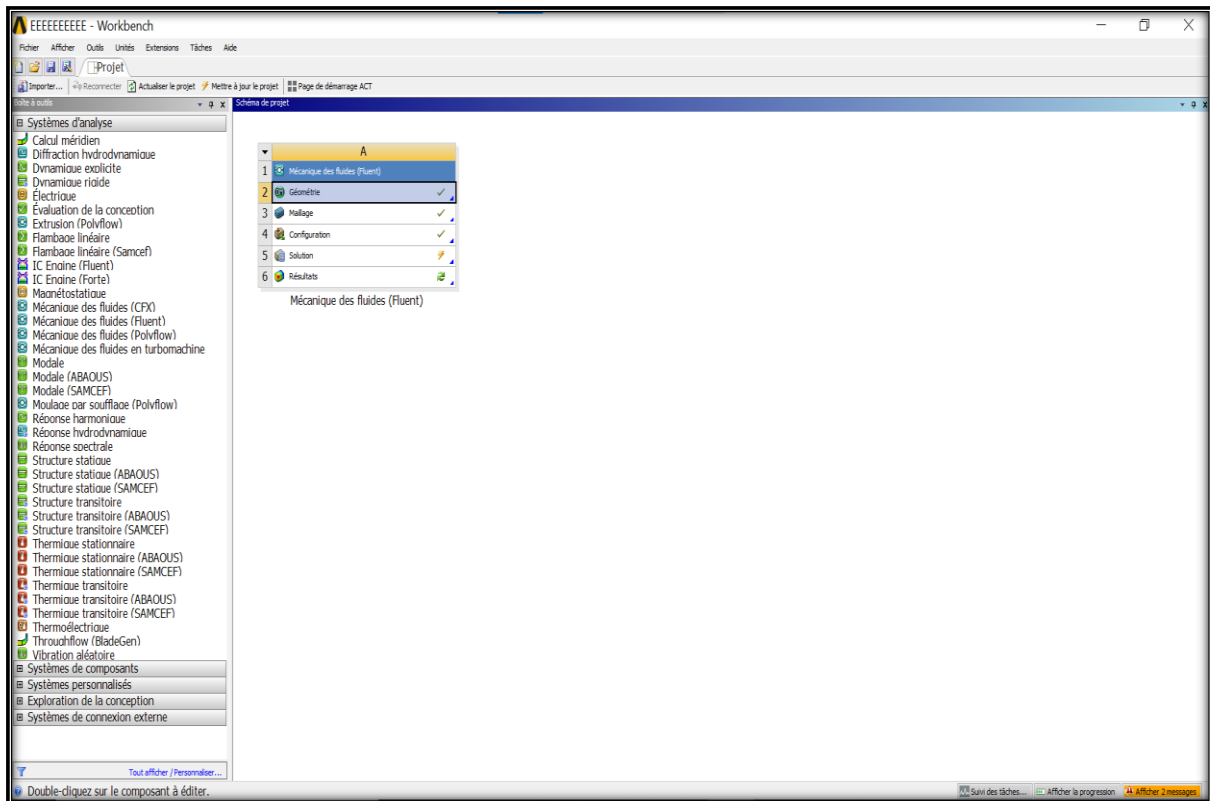 EEEEEEEEEE - Workbench
Fichier Afficher Outils Unités Extensions Tâches Aide
Projet
Importer... Reconnecter Actualiser le projet Mettre à jour le projet Page de démarrage ACT
Boîte à outils
Schéma de projet
Systèmes d'analyse
Calcul méridien
Diffraction hydrodynamique
Dynamique explicite
Dynamique rigide
Électrique
Évaluation de la conception
Extrusion (Polyflow)
Flambage linéaire
Flambage linéaire (Samcef)
IC Engine (Fluent)
IC Engine (Forte)
Magnétostatique
Mécanique des fluides (CFX)
Mécanique des fluides (Fluent)
Mécanique des fluides (Polyflow)
Mécanique des fluides en turbomachine
Modale
Modale (ABAQUS)
Modale (SAMCEF)
Moulage par soufflage (Polyflow)
Réponse harmonique
Réponse hydrodynamique
Réponse spectrale
Structure statique
Structure statique (ABAQUS)
Structure statique (SAMCEF)
Structure transitoire
Structure transitoire (ABAQUS)
Structure transitoire (SAMCEF)
Thermique stationnaire
Thermique stationnaire (ABAQUS)
Thermique stationnaire (SAMCEF)
Thermique transitoire
Thermique transitoire (ABAQUS)
Thermique transitoire (SAMCEF)
Thermoélectrique
Throughflow (BladeGen)
Vibration aléatoire
Systèmes de composants
Systèmes personnalisés
Exploration de la conception
Systèmes de connexion externe
Tout afficher / Personnaliser...
A
1 Mécanique des fluides (Fluent)
2 Géométrie
3 Maillage
4 Configuration
5 Solution
6 Résultats
Mécanique des fluides (Fluent)
Double-cliquez sur le composant à éditer.
Suivi des tâches... Afficher la progression Afficher 2 messages